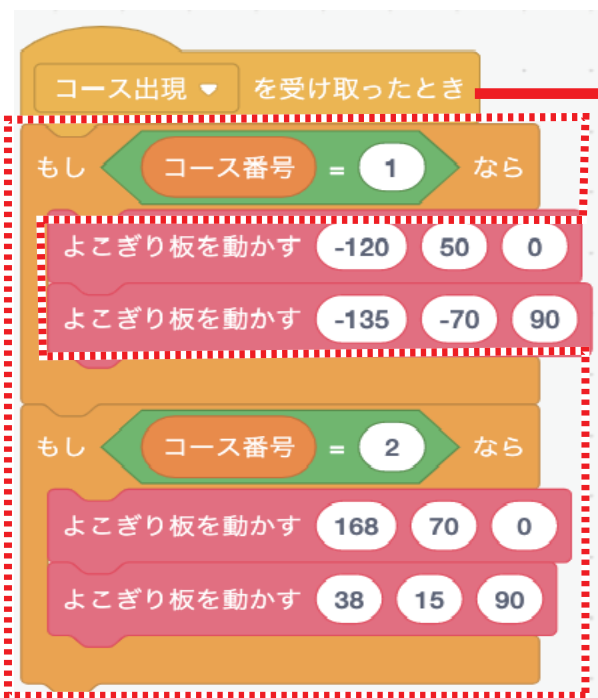 コース出現 を受け取ったとき
もし コース番号 = 1 なら
よこぎり板を動かす -120 50 0
よこぎり板を動かす -135 -70 90
もし コース番号 = 2 なら
よこぎり板を動かす 168 70 0
よこぎり板を動かす 38 15 90